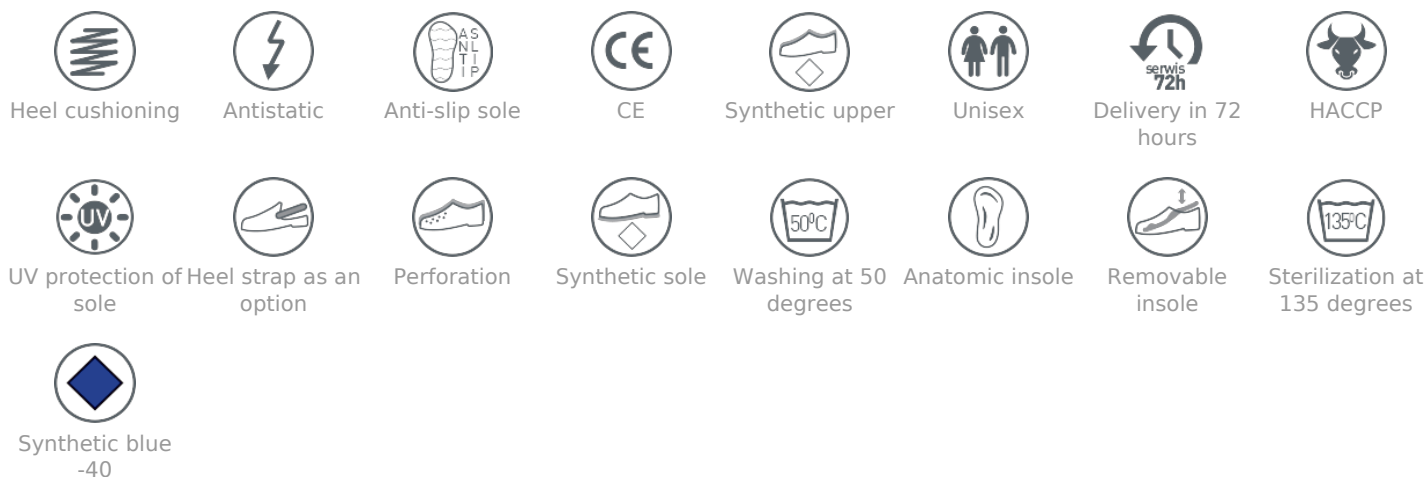 AS
NL
TI
IP
CE
serwis
72h
Heel cushioning
Antistatic
Anti-slip sole
CE
Synthetic upper
Unisex
Delivery in 72
hours
HACCP
UV
50°C
135°C
UV protection of
sole
Heel strap as an
option
Perforation
Synthetic sole
Washing at 50
degrees
Anatomic insole
Removable
insole
Sterilization at
135 degrees
Synthetic blue
-40